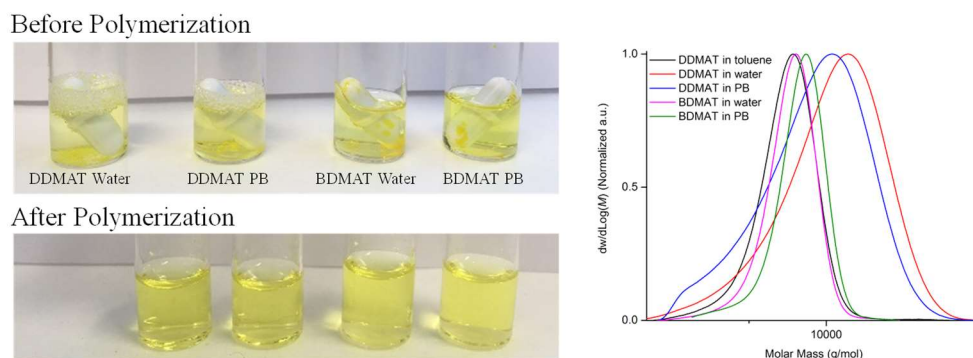 Before Polymerization
DDMAT Water
DDMAT PB
BDMAT Water
BDMAT PB
After Polymerization
dw/dLog(M) (Normalized a.u.)
1.0
0.5
0.0
DDMAT in toluene
DDMAT in water
DDMAT in PB
BDMAT in water
BDMAT in PB
10000
Molar Mass (g/mol)